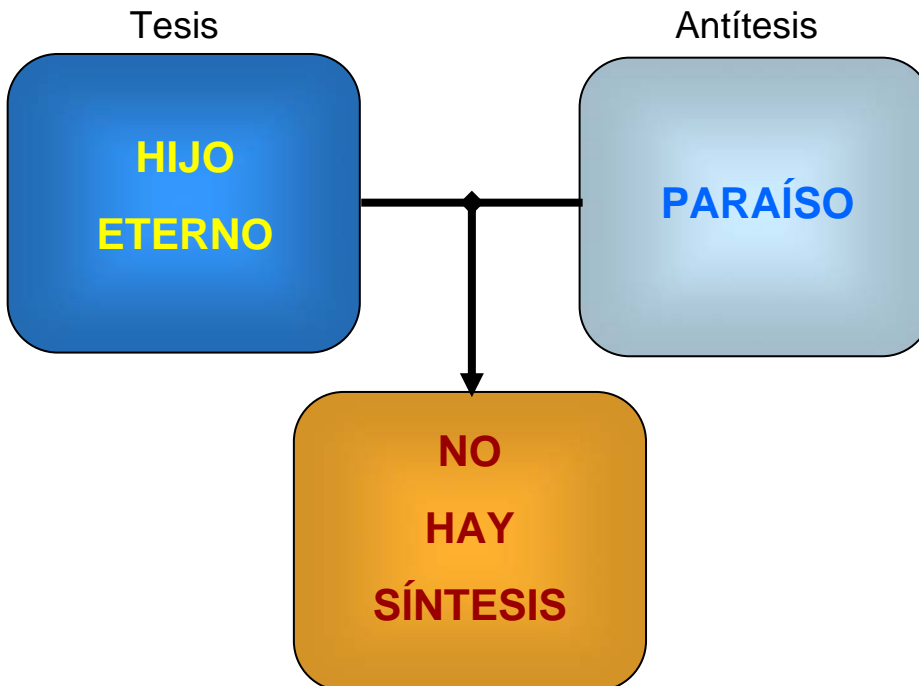 Tesis
Antítesis
HIJO
ETERNO
PARAÍSO
NO
HAY
SÍNTESIS